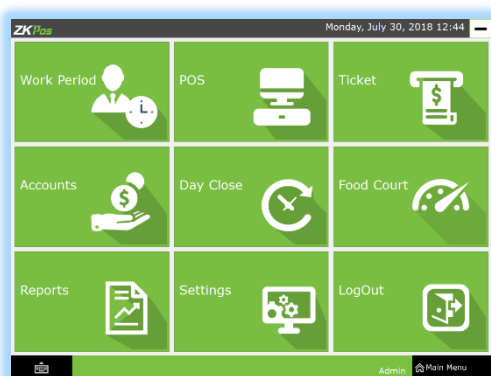 ZKPos Monday, July 30, 2018 12:44
Work Period POS Ticket
$
Accounts Day Close Food Court
$
Reports Settings LogOut
Admin Main Menu